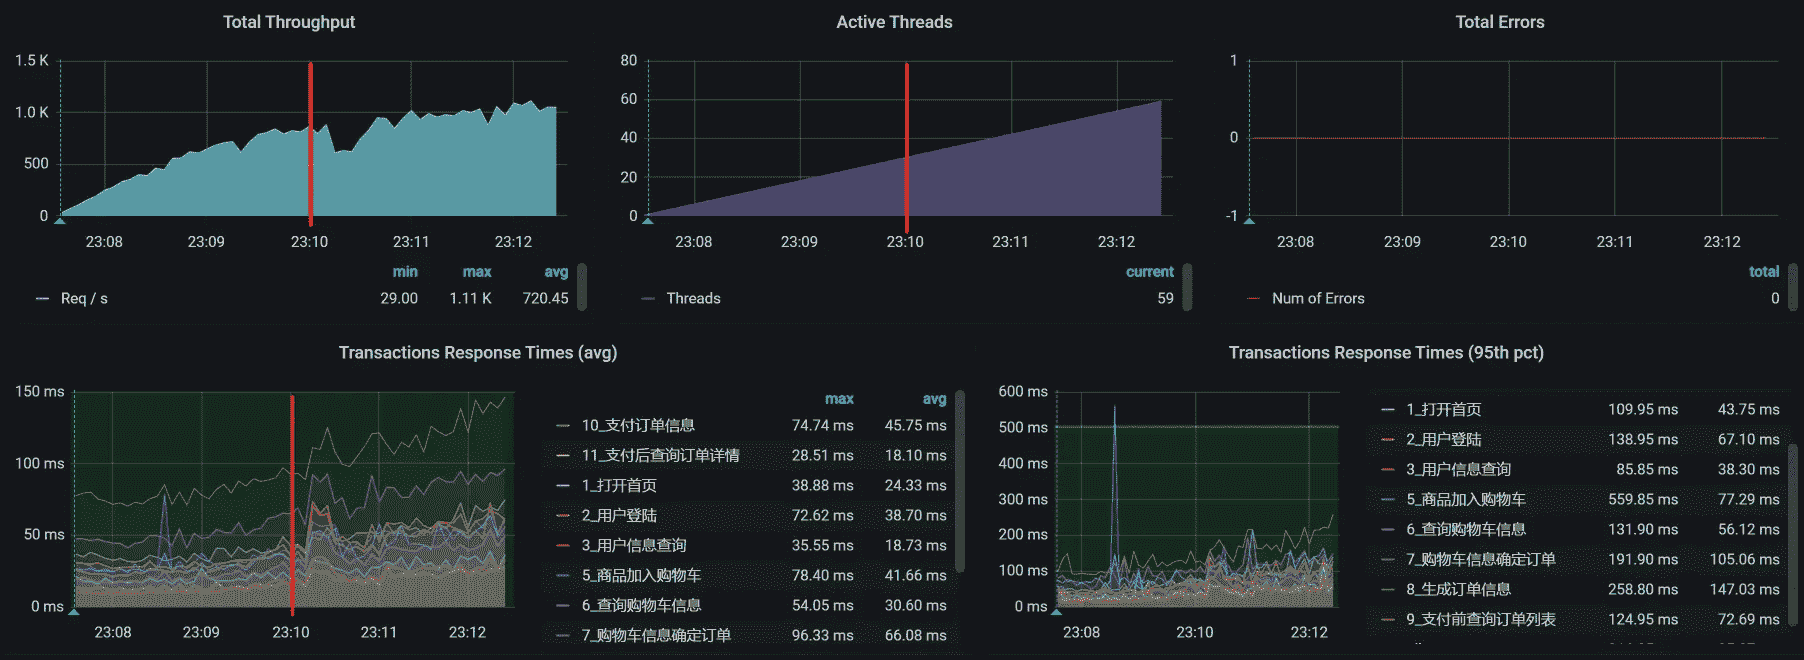 Total Throughput
1.5 K
1.0 K
500
0
23:08 23:09 23:10 23:11 23:12
min max avg
Req / s 29.00 1.11 K 720.45
Active Threads
80
60
40
20
0
23:08 23:09 23:10 23:11 23:12
current
Threads 59
Total Errors
1
0
-1
23:08 23:09 23:10 23:11 23:12
total
Num of Errors 0
Transactions Response Times (avg)
150 ms
100 ms
50 ms
0 ms
23:08 23:09 23:10 23:11 23:12
max avg
10_支付订单信息 74.74 ms 45.75 ms
11_支付后查询订单详情 28.51 ms 18.10 ms
1_打开首页 38.88 ms 24.33 ms
2_用户登陆 72.62 ms 38.70 ms
3_用户信息查询 35.55 ms 18.73 ms
5_商品加入购物车 78.40 ms 41.66 ms
6_查询购物车信息 54.05 ms 30.60 ms
7_购物车信息确定订单 96.33 ms 66.08 ms
Transactions Response Times (95th pct)
600 ms
500 ms
400 ms
300 ms
200 ms
100 ms
0 ms
23:08 23:10 23:12
1_打开首页 109.95 ms 43.75 ms
2_用户登陆 138.95 ms 67.10 ms
3_用户信息查询 85.85 ms 38.30 ms
5_商品加入购物车 559.85 ms 77.29 ms
6_查询购物车信息 131.90 ms 56.12 ms
7_购物车信息确定订单 191.90 ms 105.06 ms
8_生成订单信息 258.80 ms 147.03 ms
9_支付前查询订单列表 124.95 ms 72.69 ms